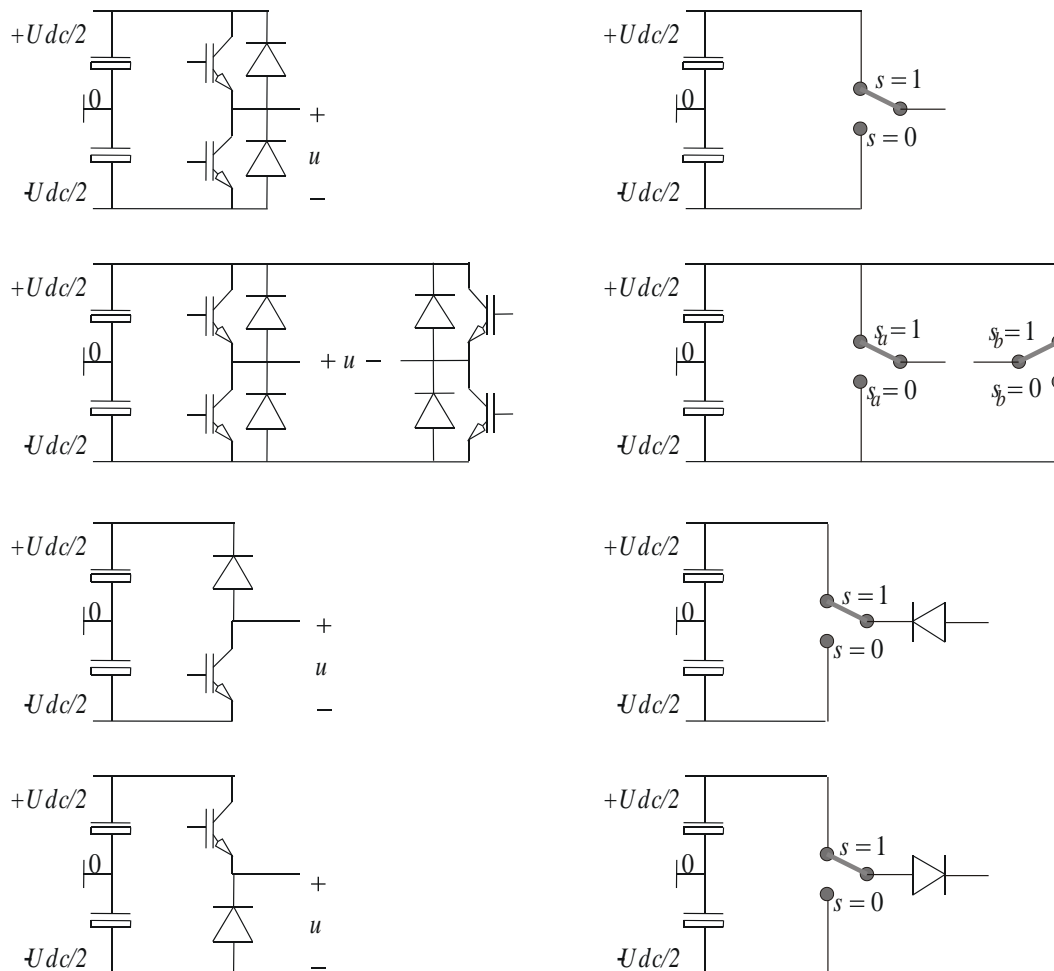 +Udc/2
0
+
u
-Udc/2
−
+Udc/2
s = 1
0
s = 0
-Udc/2
+Udc/2
0
+ u −
-Udc/2
+Udc/2
sa = 1
sb = 1
0
sa = 0
sb = 0
-Udc/2
+Udc/2
0
+
u
-Udc/2
−
+Udc/2
s = 1
0
s = 0
-Udc/2
+Udc/2
0
+
u
-Udc/2
−
+Udc/2
s = 1
0
s = 0
-Udc/2